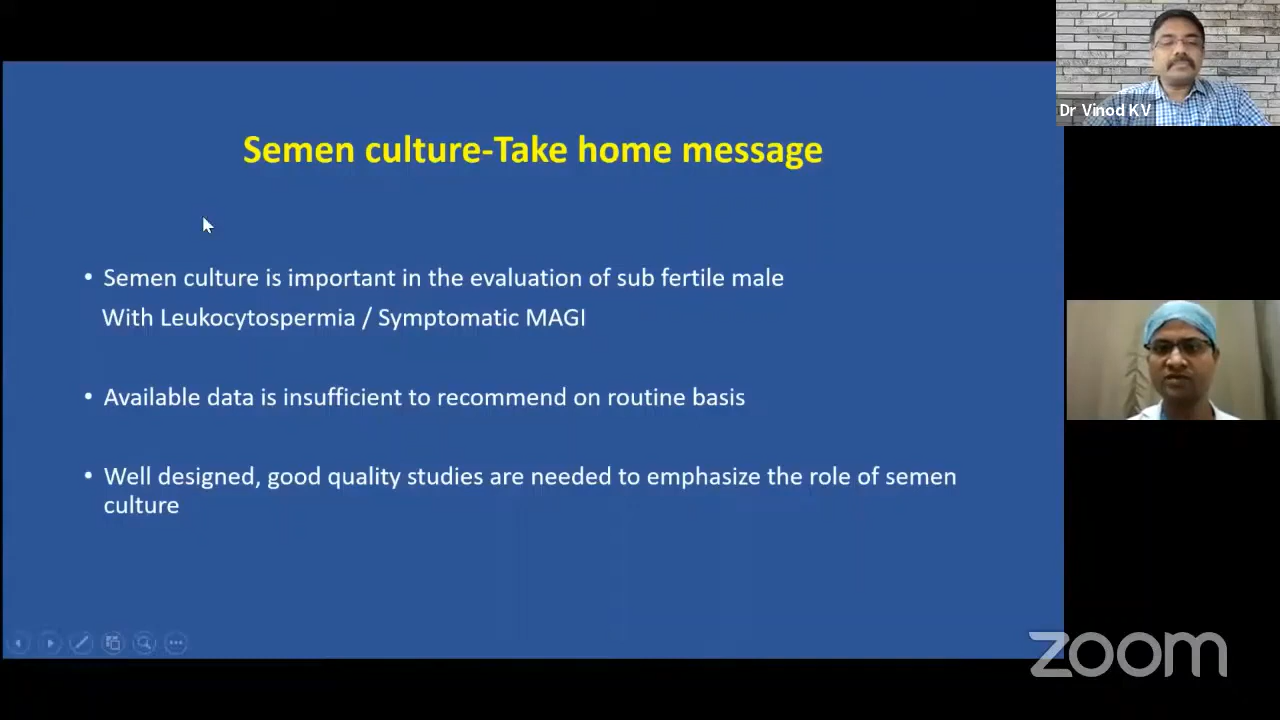 Dr Vinod K V
Semen culture-Take home message
• Semen culture is important in the evaluation of sub fertile male
With Leukocytospermia / Symptomatic MAGI
• Available data is insufficient to recommend on routine basis
• Well designed, good quality studies are needed to emphasize the role of semen
culture
zoom